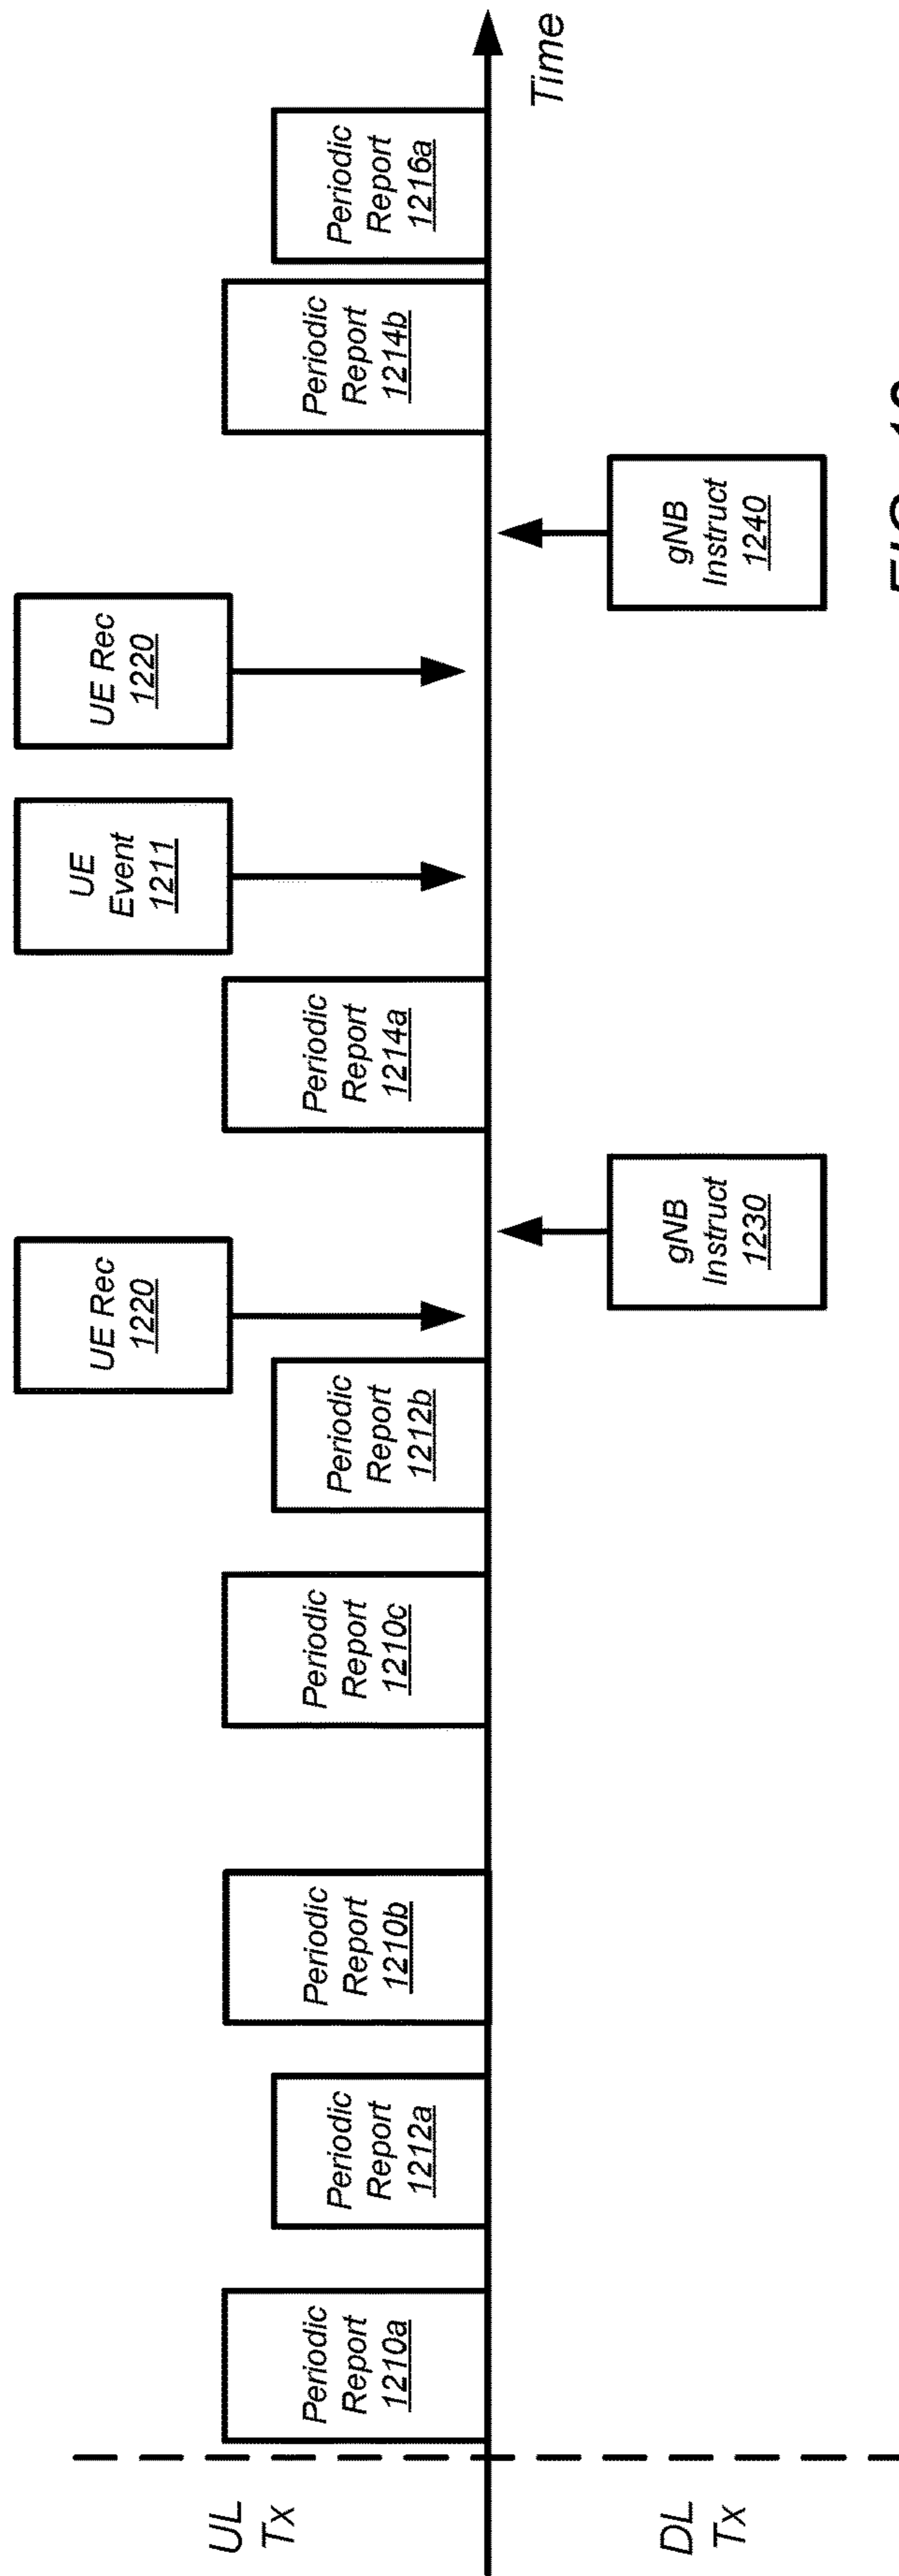 UL
Tx
DL
Tx
Periodic
Report
1210a
Periodic
Report
1212a
Periodic
Report
1210b
Periodic
Report
1210c
Periodic
Report
1212b
UE Rec
1220
gNB
Instruct
1230
Periodic
Report
1214a
UE
Event
1211
UE Rec
1220
gNB
Instruct
1240
Periodic
Report
1214b
Periodic
Report
1216a
Time